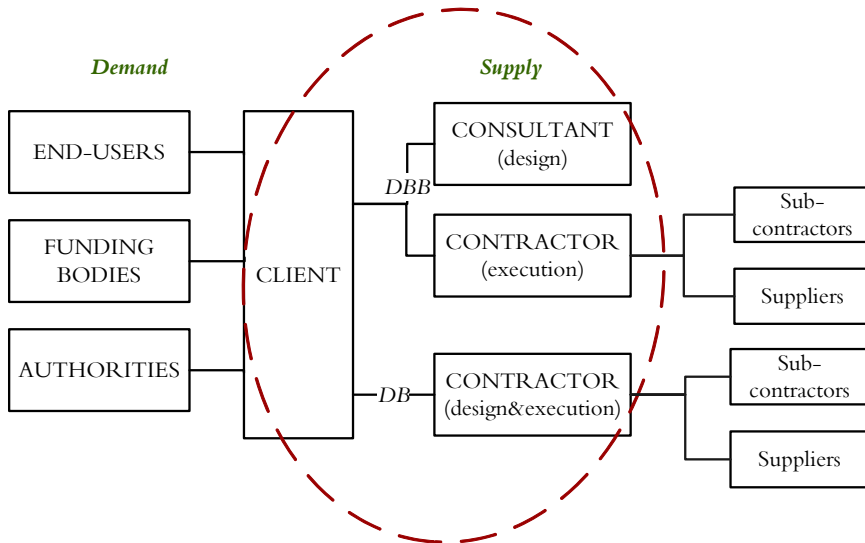 Demand
Supply
END-USERS
FUNDING
BODIES
AUTHORITIES
CLIENT
DBB
CONSULTANT
(design)
CONTRACTOR
(execution)
Sub-
contractors
Suppliers
DB
CONTRACTOR
(design&execution)
Sub-
contractors
Suppliers